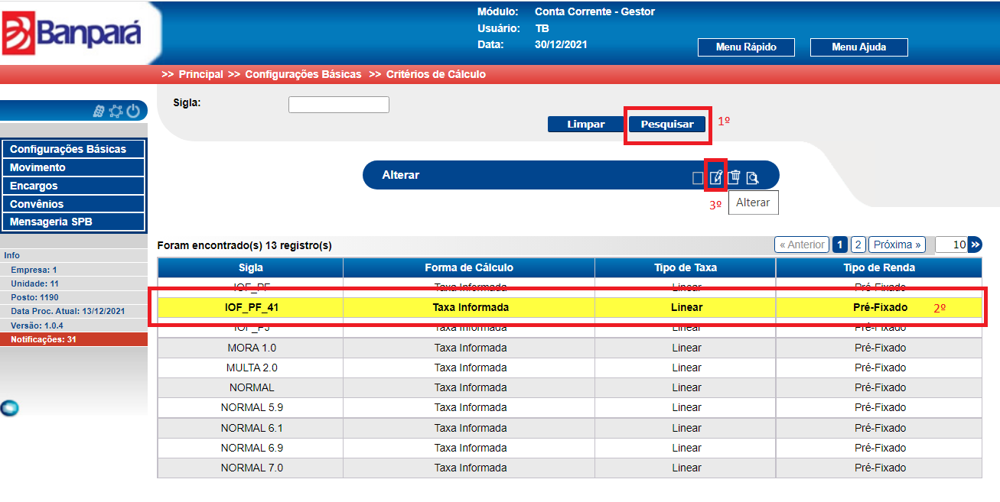 Banpará
Módulo: Conta Corrente - Gestor
Usuário: TB
Data: 30/12/2021
Menu Rápido Menu Ajuda
>> Principal >> Configurações Básicas >> Critérios de Cálculo
Sigla:
Limpar Pesquisar 1º
Configurações Básicas
Movimento
Encargos
Convênios
Mensageria SPB
Info
Empresa: 1
Unidade: 11
Posto: 1190
Data Proc. Atual: 13/12/2021
Versão: 1.0.4
Notificações: 31
Alterar
3º Alterar
Foram encontrado(s) 13 registro(s) « Anterior 1 2 Próxima » 10 »
Sigla Forma de Cálculo Tipo de Taxa Tipo de Renda
IOF_PF Taxa Informada Linear Pré-Fixado
IOF_PF_41 Taxa Informada Linear Pré-Fixado 2º
IOF_PJ Taxa Informada Linear Pré-Fixado
MORA 1.0 Taxa Informada Linear Pré-Fixado
MULTA 2.0 Taxa Informada Linear Pré-Fixado
NORMAL Taxa Informada Linear Pré-Fixado
NORMAL 5.9 Taxa Informada Linear Pré-Fixado
NORMAL 6.1 Taxa Informada Linear Pré-Fixado
NORMAL 6.9 Taxa Informada Linear Pré-Fixado
NORMAL 7.0 Taxa Informada Linear Pré-Fixado